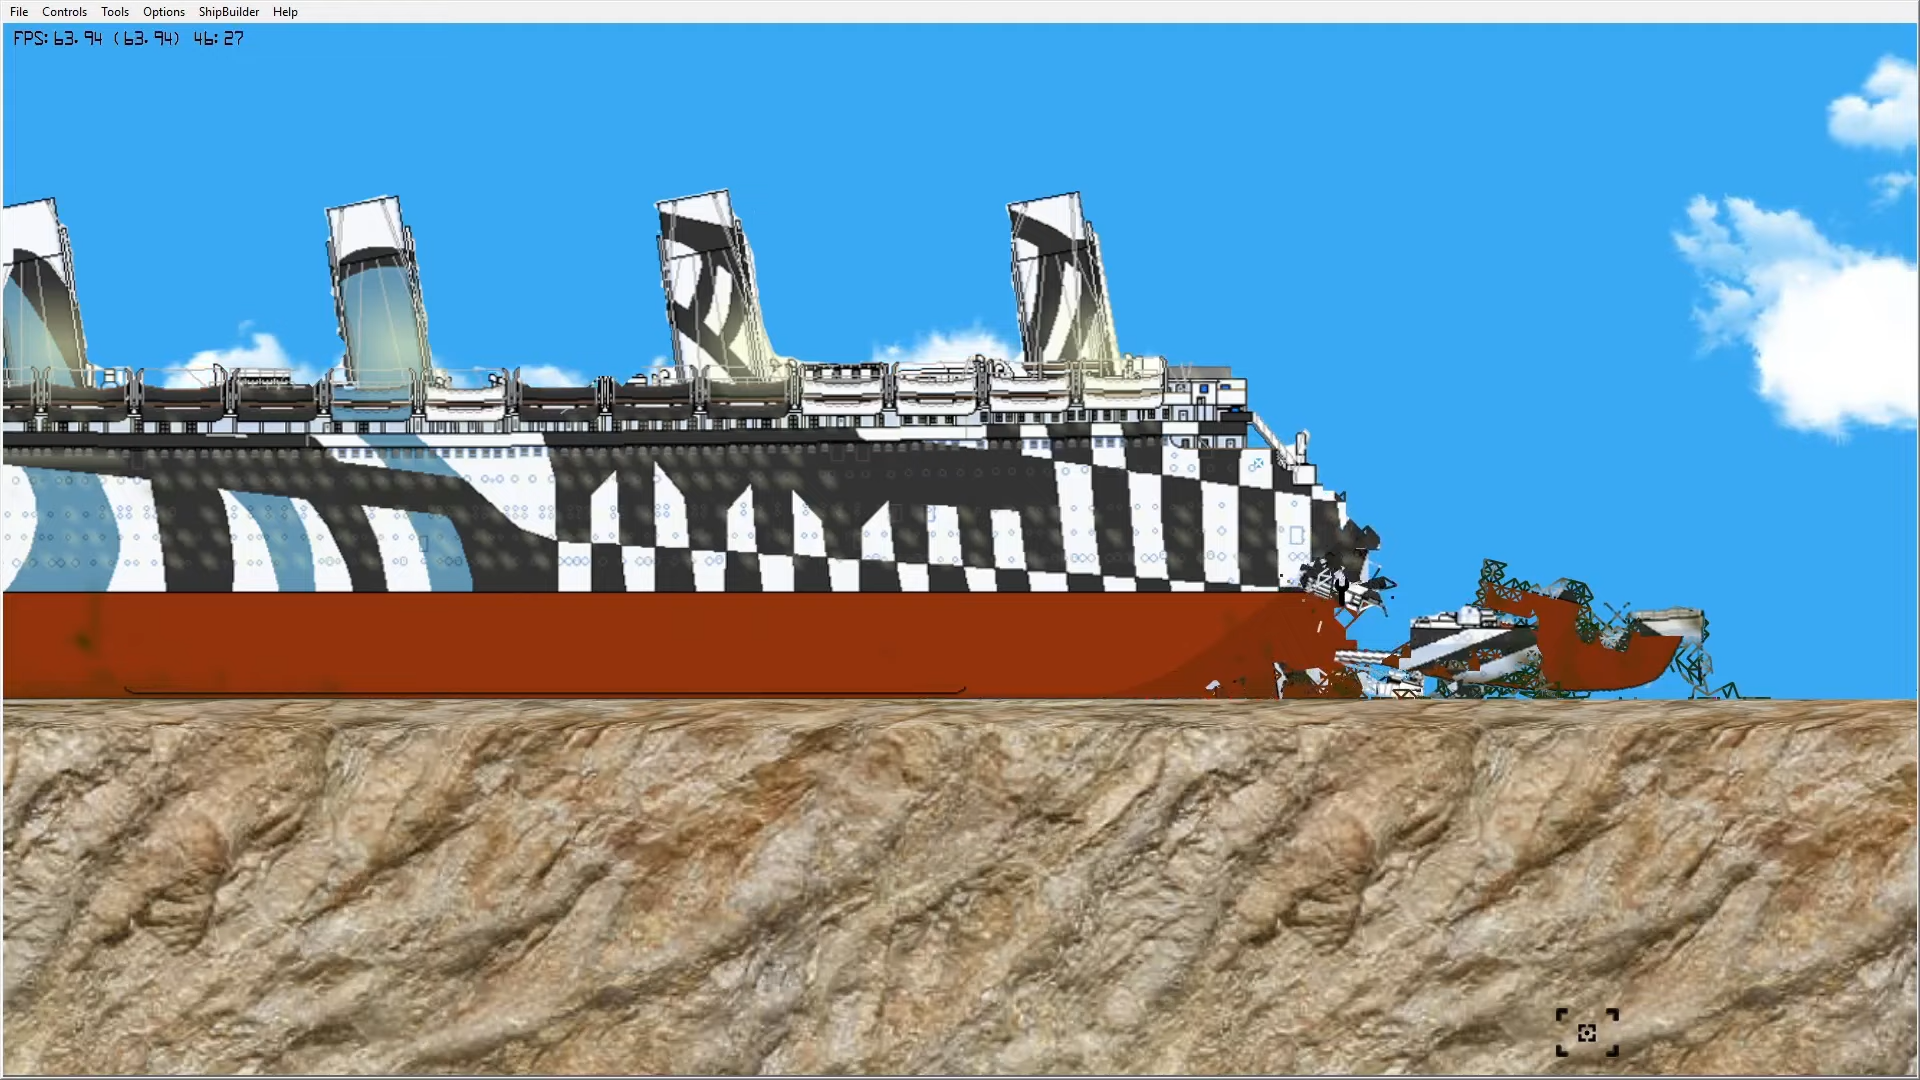 File Controls Tools Options ShipBuilder Help
FPS: 63.94 (63.94) 46:27